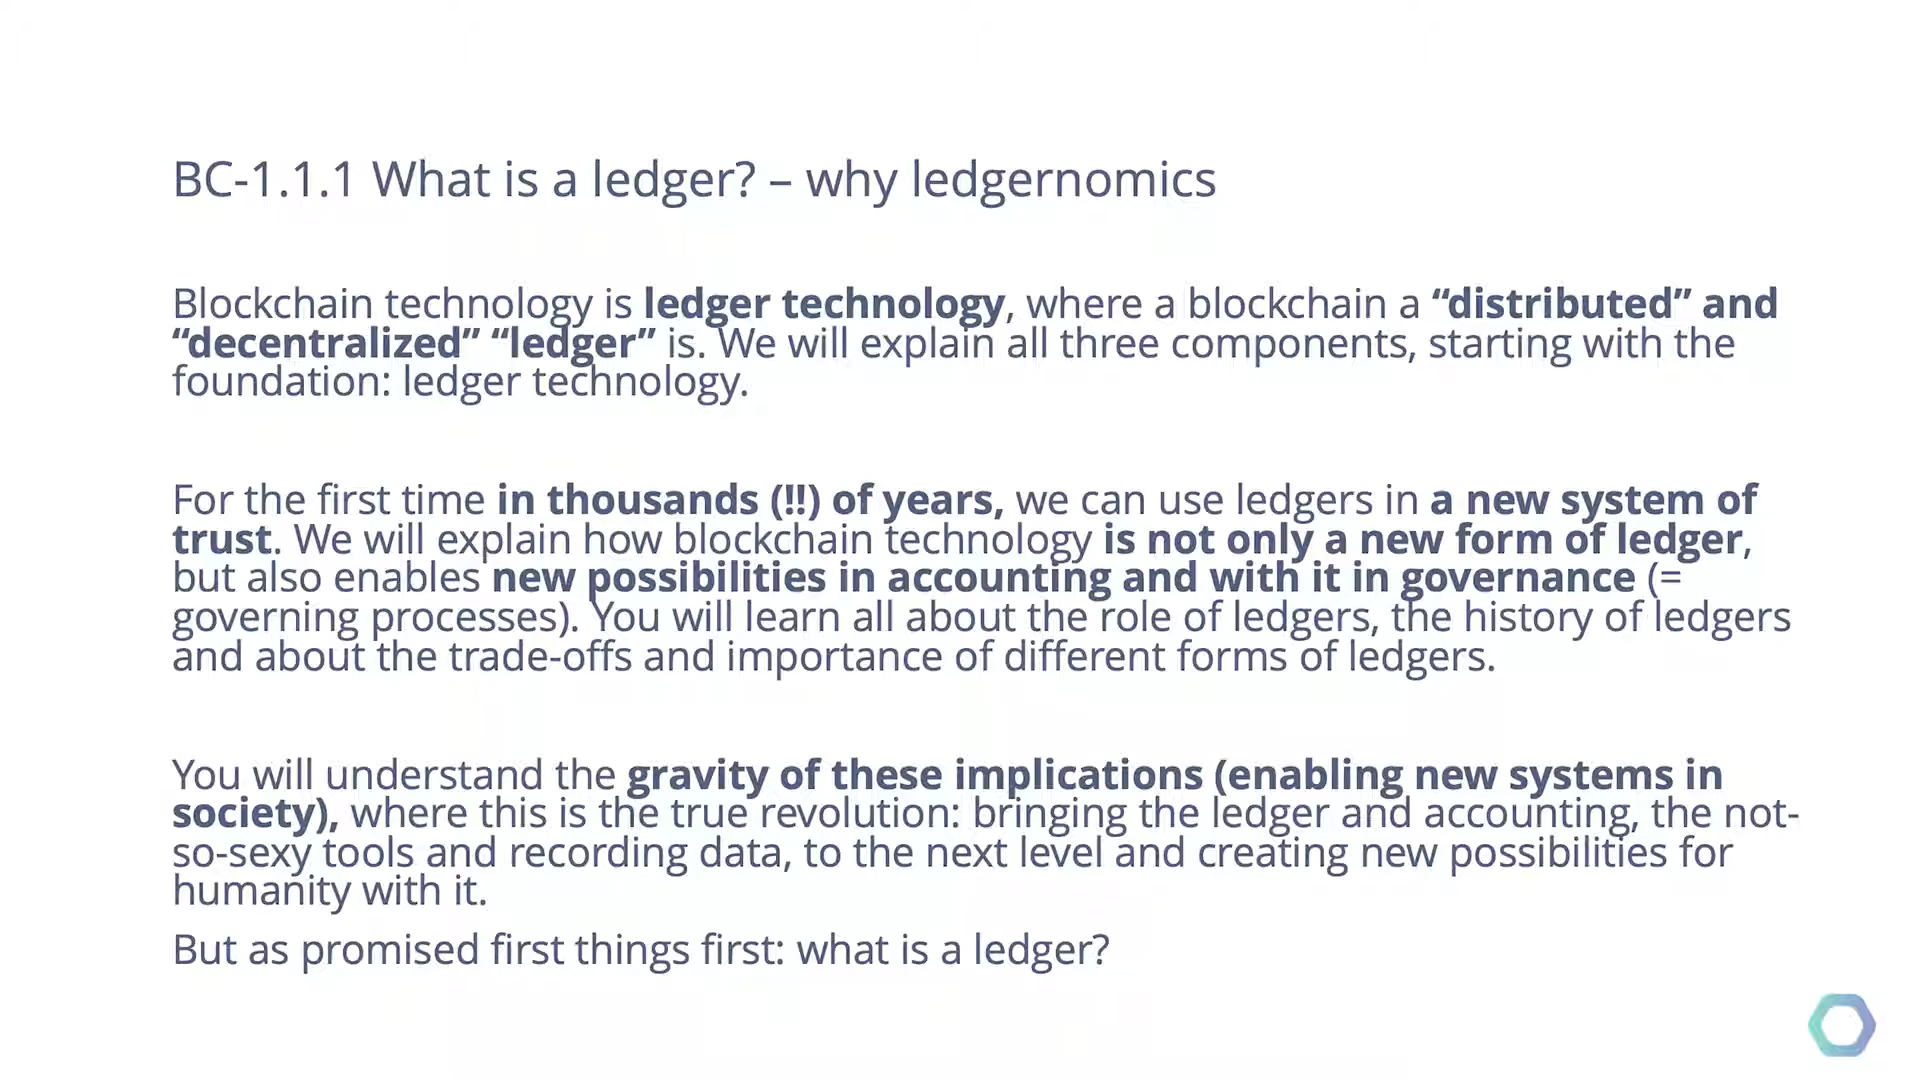 BC-1.1.1 What is a ledger? – why ledgernomics
Blockchain technology is ledger technology, where a blockchain a “distributed” and
“decentralized” “ledger” is. We will explain all three components, starting with the
foundation: ledger technology.
For the first time in thousands (!!) of years, we can use ledgers in a new system of
trust. We will explain how blockchain technology is not only a new form of ledger,
but also enables new possibilities in accounting and with it in governance (=
governing processes). You will learn all about the role of ledgers, the history of ledgers
and about the trade-offs and importance of different forms of ledgers.
You will understand the gravity of these implications (enabling new systems in
society), where this is the true revolution: bringing the ledger and accounting, the not-
so-sexy tools and recording data, to the next level and creating new possibilities for
humanity with it.
But as promised first things first: what is a ledger?